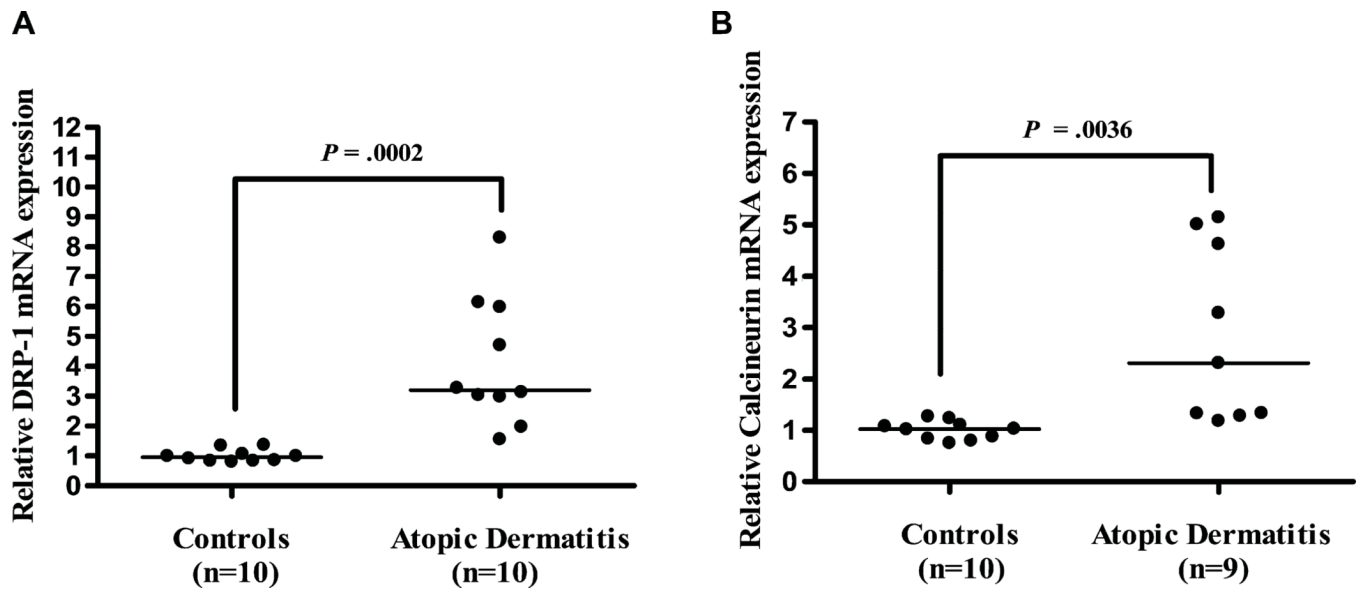 A
Relative DRP-1 mRNA expression
12
11
10
9
8
7
6
5
4
3
2
1
0
P = .0002
Controls
(n=10)
Atopic Dermatitis
(n=10)
B
Relative Calcineurin mRNA expression
7
6
5
4
3
2
1
0
P = .0036
Controls
(n=10)
Atopic Dermatitis
(n=9)